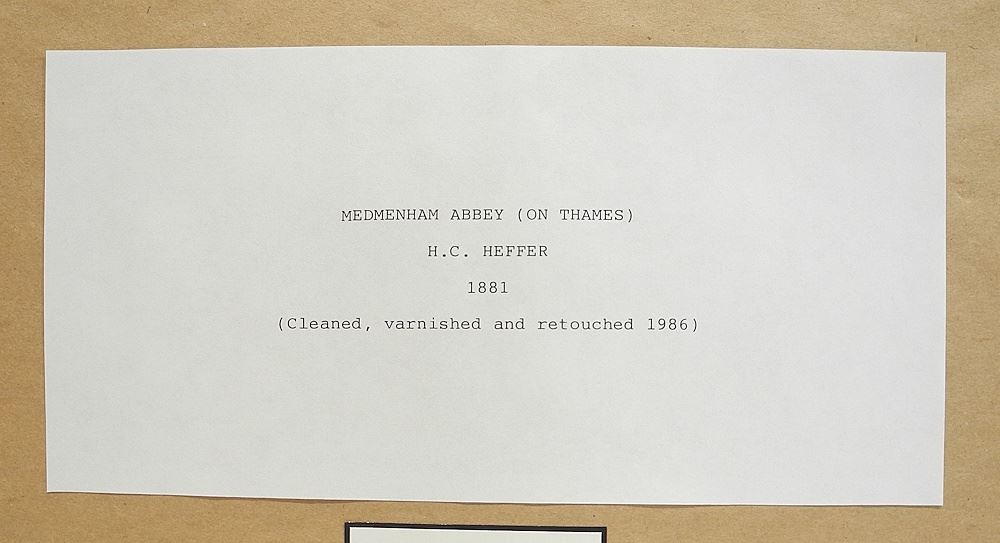 MEDMENHAM ABBEY (ON THAMES)
H.C. HEFFER
1881
(Cleaned, varnished and retouched 1986)